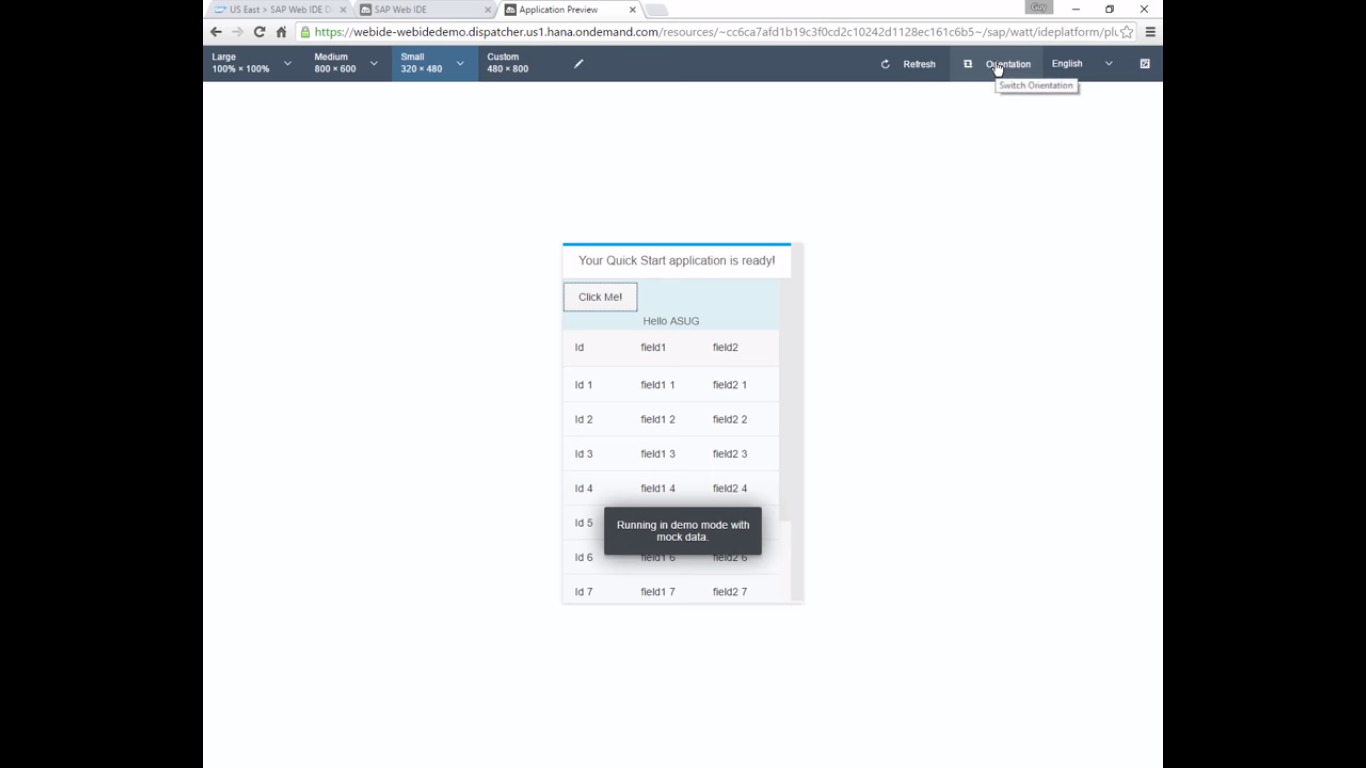 US East > SAP Web IDE D
SAP Web IDE
Application Preview
Guy
https://webide-webidedemo.dispatcher.us1.hana.ondemand.com/resources/~cc6ca7afd1b19c3f0cd2c10242d1128ec161c6b5~/sap/watt/ideplatform/plu
Large
100% × 100%
Medium
800 × 600
Small
320 × 480
Custom
480 × 800
Refresh
Orientation
English
Switch Orientation
Your Quick Start application is ready!
Click Me!
Hello ASUG
Id field1 field2
Id 1 field1 1 field2 1
Id 2 field1 2 field2 2
Id 3 field1 3 field2 3
Id 4 field1 4 field2 4
Id 5
Running in demo mode with
mock data.
Id 6 field1 6 field2 6
Id 7 field1 7 field2 7